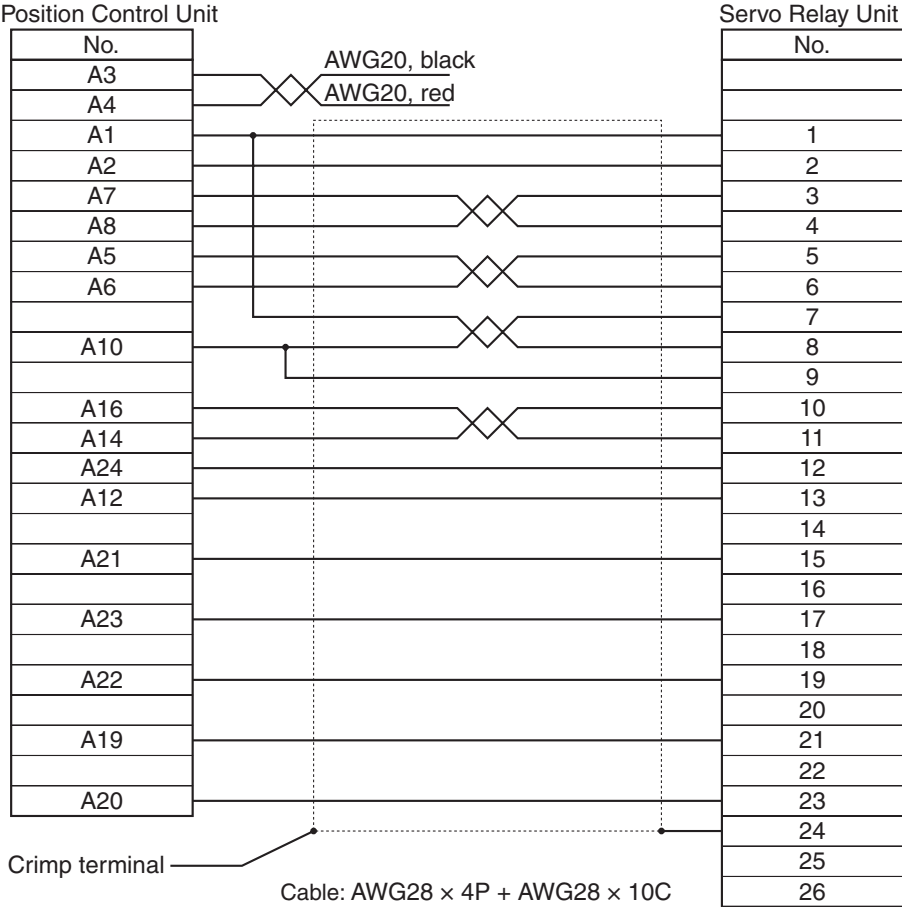 Position Control Unit Servo Relay Unit
No. No.
A3 AWG20, black
A4 AWG20, red
A1 1
A2 2
A7 3
A8 4
A5 5
A6 6
7
A10 8
9
A16 10
A14 11
A24 12
A12 13
14
A21 15
16
A23 17
18
A22 19
20
A19 21
22
A20 23
24
Crimp terminal 25
Cable: AWG28 × 4P + AWG28 × 10C 26